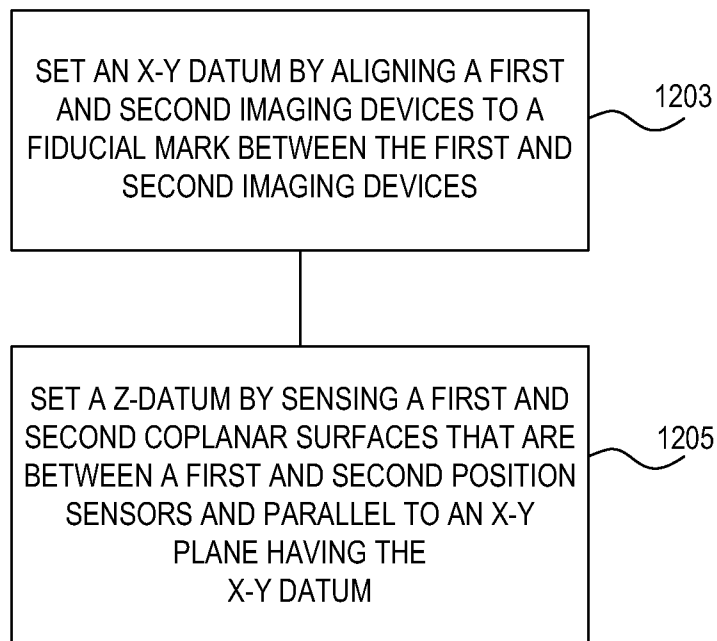 SET AN X-Y DATUM BY ALIGNING A FIRST
AND SECOND IMAGING DEVICES TO A
FIDUCIAL MARK BETWEEN THE FIRST AND
SECOND IMAGING DEVICES
1203
SET A Z-DATUM BY SENSING A FIRST AND
SECOND COPLANAR SURFACES THAT ARE
BETWEEN A FIRST AND SECOND POSITION
SENSORS AND PARALLEL TO AN X-Y
PLANE HAVING THE
X-Y DATUM
1205